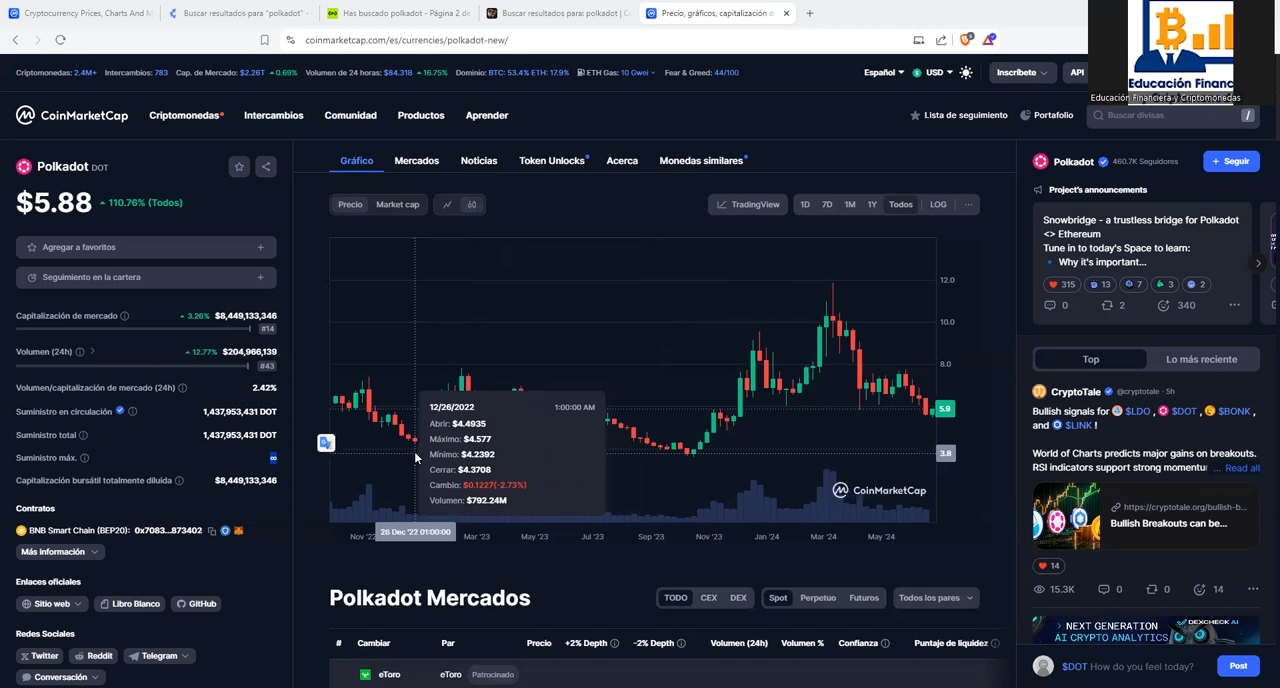 Cryptocurrency Prices, Charts And M
Buscar resultados para "polkadot" -
Has buscado polkadot - Página 2 de
Buscar resultados para: polkadot | C
Precio, gráficos, capitalización d
coinmarketcap.com/es/currencies/polkadot-new/
Educación Financ
Educación Financiera y Criptomonedas
Criptomonedas: 2.4M+ Intercambios: 783 Cap. de Mercado: $2.26T 0.69% Volumen de 24 horas: $84.31B 16.75% Dominio: BTC: 53.4% ETH: 17.9% ETH Gas: 10 Gwei Fear & Greed: 44/100
Español USD Inscríbete API
CoinMarketCap Criptomonedas Intercambios Comunidad Productos Aprender
Lista de seguimiento Portafolio Buscar divisas /
Polkadot DOT
$5.88 110.76% (Todos)
Agregar a favoritos +
Seguimiento en la cartera +
Capitalización de mercado 3.26% $8,449,133,346
#14
Volumen (24h) 12.77% $204,966,139
#43
Volumen/capitalización de mercado (24h) 2.42%
Suministro en circulación 1,437,953,431 DOT
Suministro total 1,437,953,431 DOT
Suministro máx. ∞
Capitalización bursátil totalmente diluida $8,449,133,346
Contratos
BNB Smart Chain (BEP20): 0x7083...873402
Más información
Enlaces oficiales
Sitio web Libro Blanco GitHub
Redes Sociales
Twitter Reddit Telegram
Conversación
Gráfico Mercados Noticias Token Unlocks Acerca Monedas similares
Precio Market cap
TradingView 1D 7D 1M 1Y Todos LOG ...
12.0
10.0
8.0
5.9
3.8
12/26/2022 1:00:00 AM
Abrir: $4.4935
Máximo: $4.577
Mínimo: $4.2392
Cerrar: $4.3708
Cambio: $0.1227(-2.73%)
Volumen: $792.24M
CoinMarketCap
26 Dec '22 01:00:00
Nov '22 Mar '23 May '23 Jul '23 Sep '23 Nov '23 Jan '24 Mar '24 May '24
Polkadot Mercados
TODO CEX DEX Spot Perpetuo Futuros Todos los pares
# Cambiar Par Precio +2% Depth -2% Depth Volumen (24h) Volumen % Confianza Puntaje de liquidez
eToro eToro Patrocinado
Polkadot 460.7K Seguidores + Seguir
Project's announcements
Snowbridge - a trustless bridge for Polkadot
<> Ethereum
Tune in to today's Space to learn:
Why it's important...
315 13 7 3 2
0 2 340 ...
Top Lo más reciente
CryptoTale @cryptotale · 5h
Bullish signals for $LDO , $DOT , $BONK ,
and $LINK !
World of Charts predicts major gains on breakouts.
RSI indicators support strong momentu ... Read all
https://cryptotale.org/bullish-b...
Bullish Breakouts can be...
14
15.3K 0 0 14 ...
NEXT GENERATION
AI CRYPTO ANALYTICS
DEXCHECK AI
$DOT How do you feel today? Post